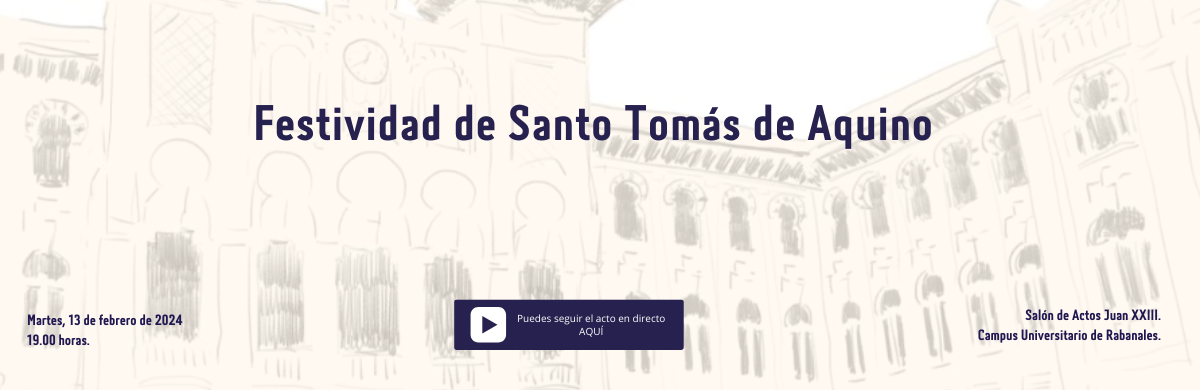 Festividad de Santo Tomás de Aquino
Martes, 13 de febrero de 2024
19.00 horas.
Puedes seguir el acto en directo
AQUÍ
Salón de Actos Juan XXIII.
Campus Universitario de Rabanales.